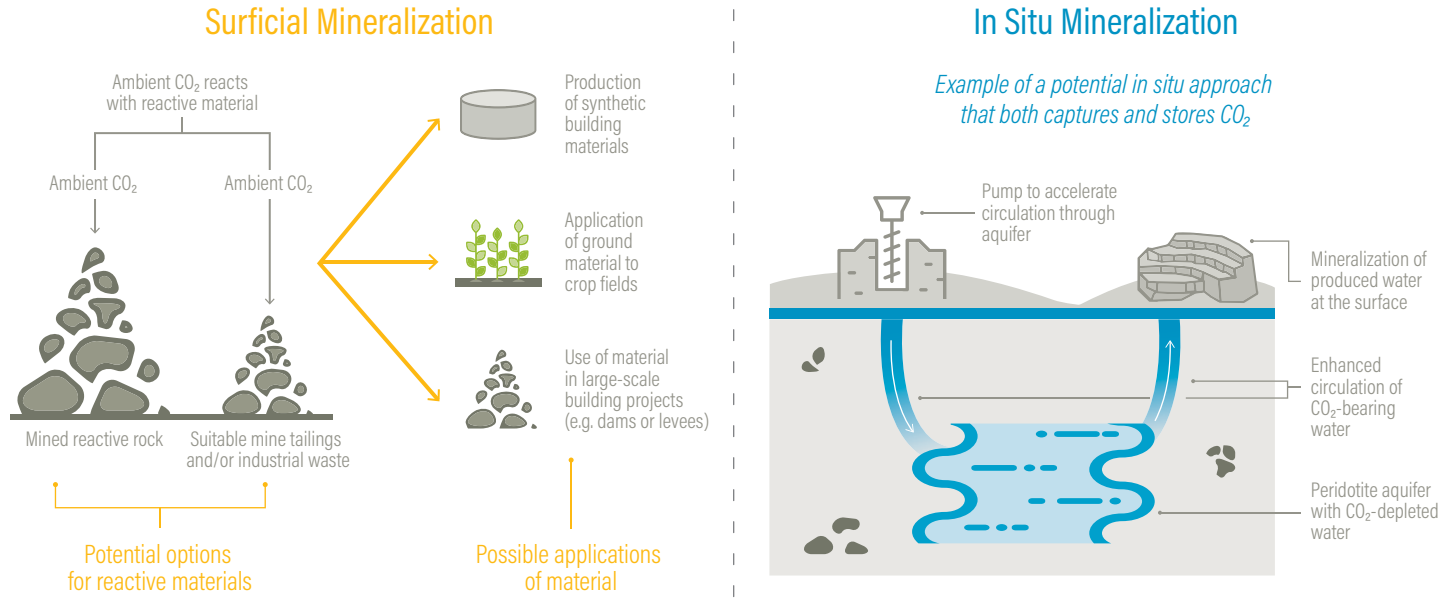 Surficial Mineralization
Ambient CO₂ reacts
with reactive material
Ambient CO₂
Ambient CO₂
Mined reactive rock
Suitable mine tailings
and/or industrial waste
Potential options
for reactive materials
Production
of synthetic
building
materials
Application
of ground
material to
crop fields
Use of material
in large-scale
building projects
(e.g. dams or levees)
Possible applications
of material
In Situ Mineralization
Example of a potential in situ approach
that both captures and stores CO₂
Pump to accelerate
circulation through
aquifer
Mineralization of
produced water
at the surface
Enhanced
circulation of
CO₂-bearing
water
Peridotite aquifer
with CO₂-depleted
water